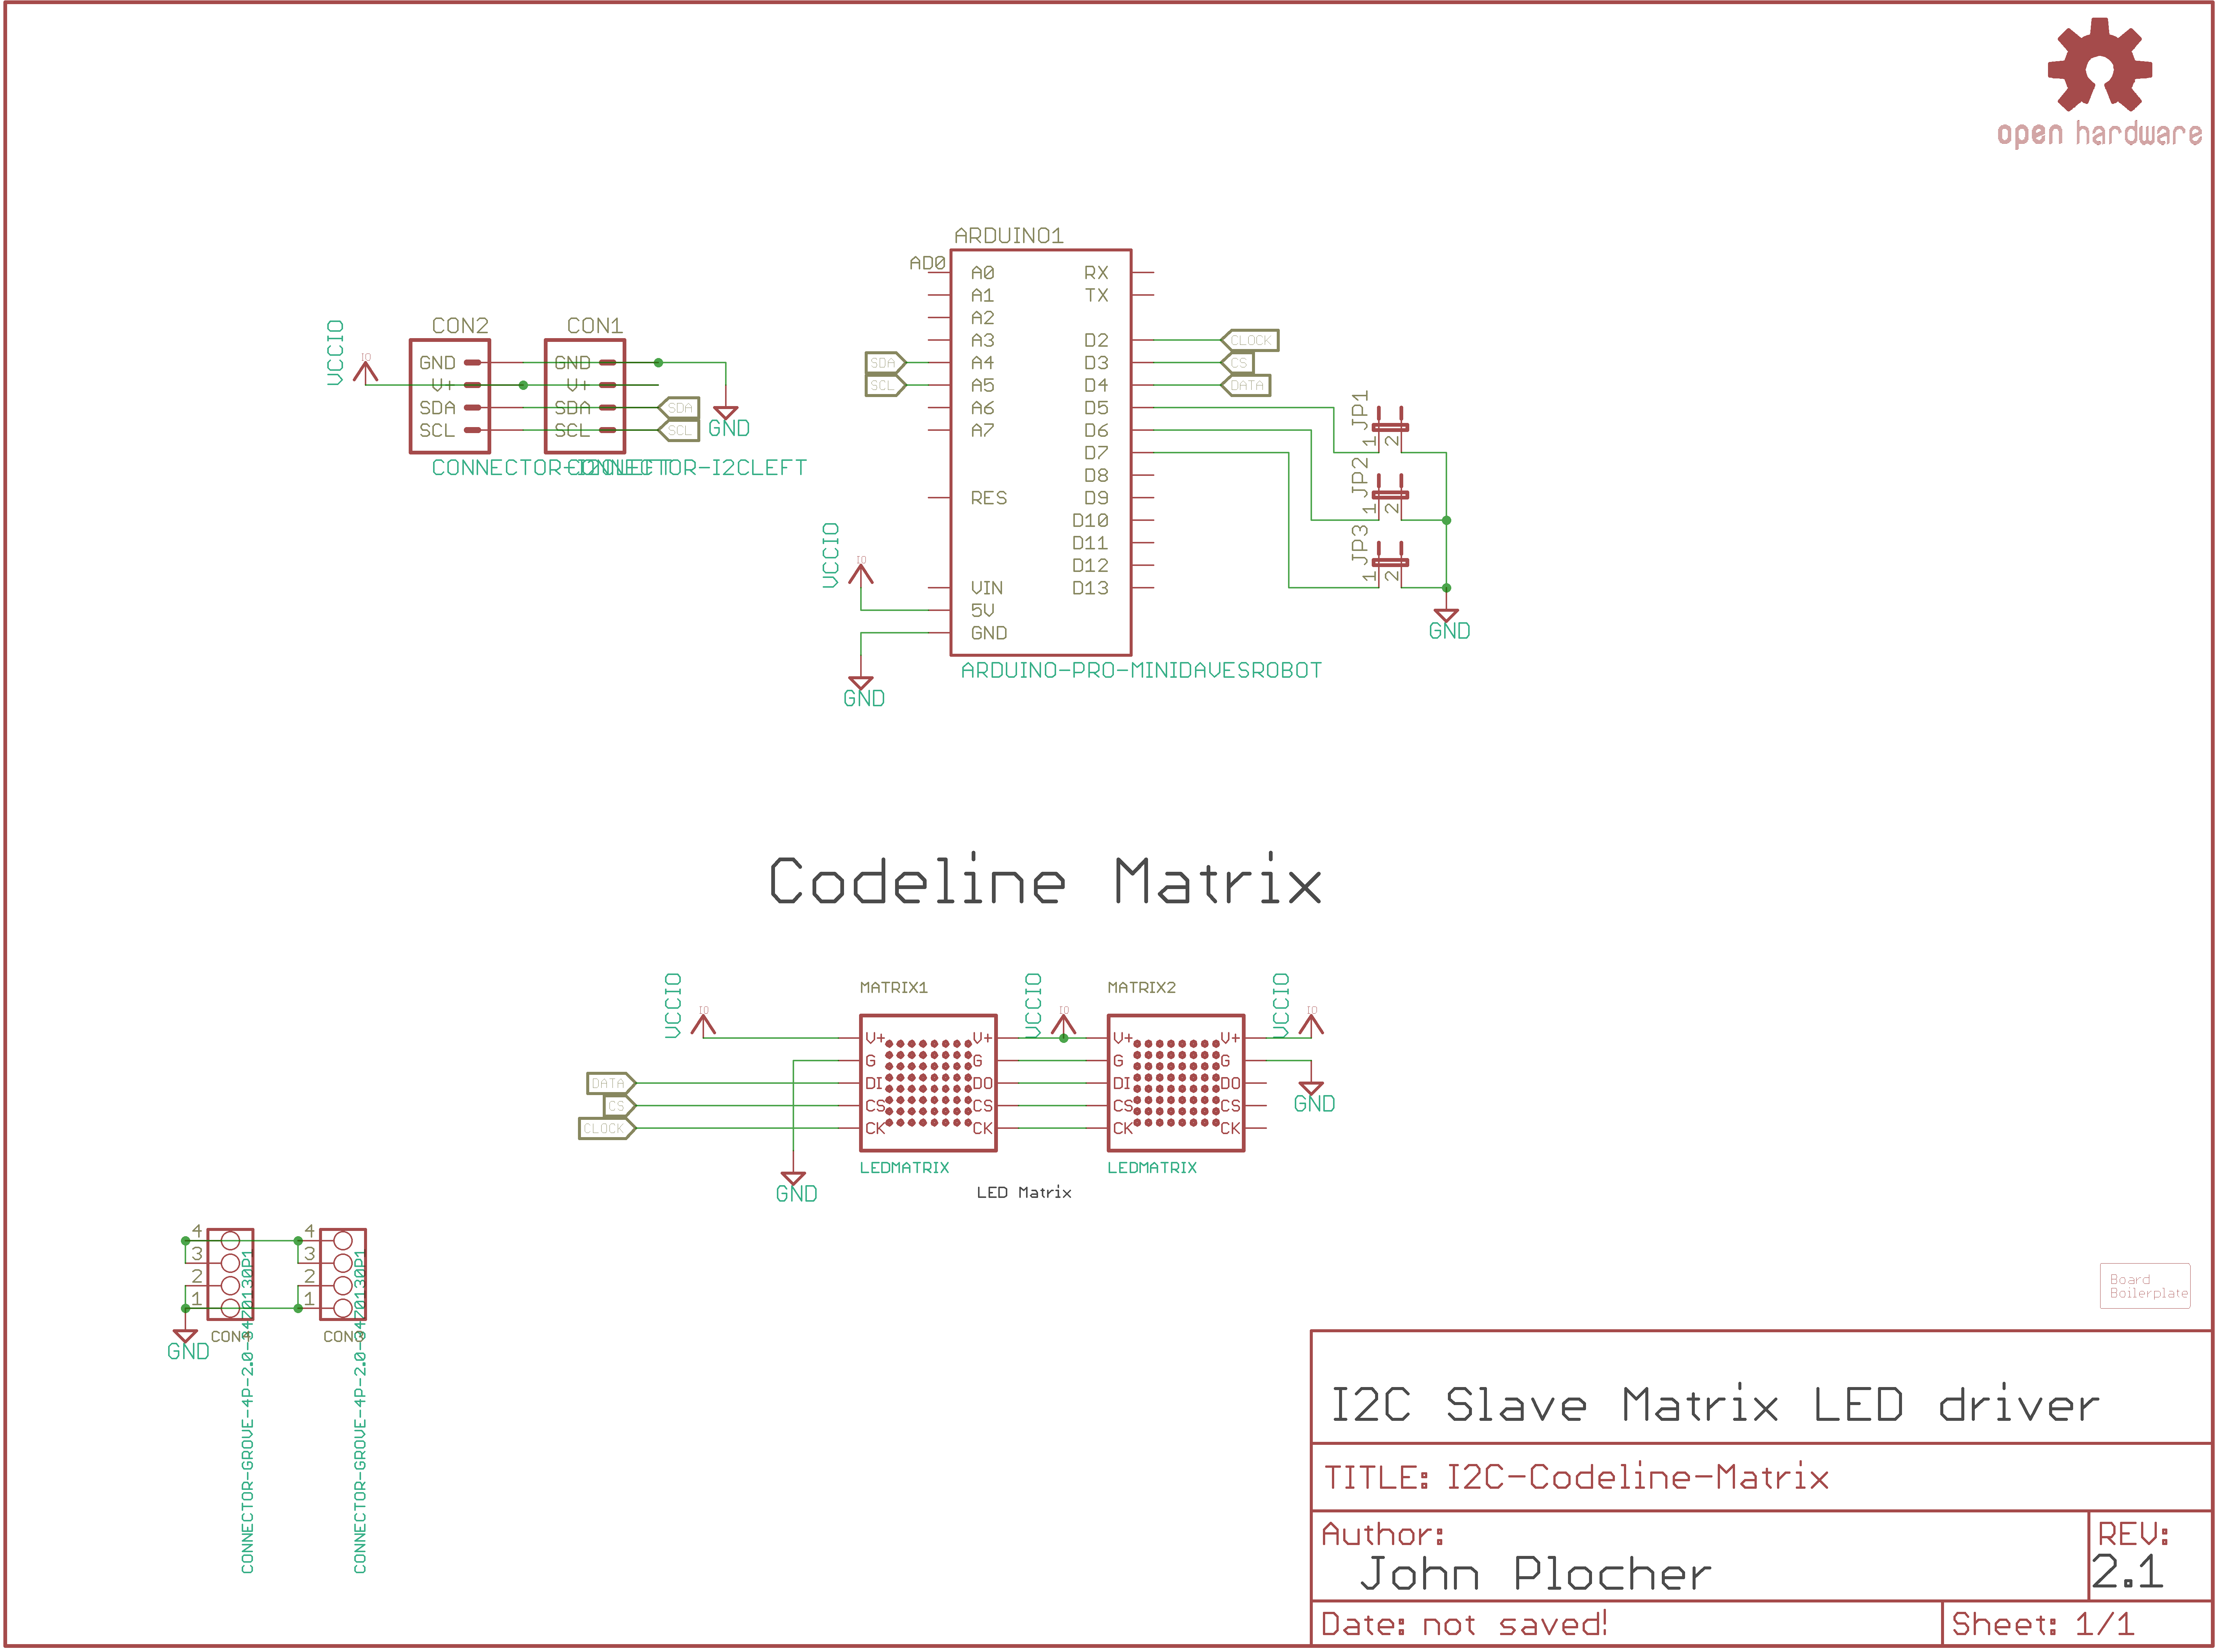 open hardware
ARDUINO1
AD0
A0
A1
A2
A3
A4
A5
A6
A7
RES
VIN
5V
GND
RX
TX
D2
D3
D4
D5
D6
D7
D8
D9
D10
D11
D12
D13
ARDUINO-PRO-MINIDAVESROBOT
SDA
SCL
CLOCK
CS
DATA
VCCIO
IO
GND
VCCIO
IO
CON2
GND
V+
SDA
SCL
CON1
GND
V+
SDA
SCL
SDA
SCL
GND
CONNECTOR-I2CLEFT
CONNECTOR-I2CLEFT
JP1
1
2
JP2
1
2
JP3
1
2
GND
Codeline Matrix
VCCIO
IO
MATRIX1
V+
G
DI
CS
CK
V+
G
DO
CS
CK
LEDMATRIX
VCCIO
IO
MATRIX2
V+
G
DI
CS
CK
V+
G
DO
CS
CK
LEDMATRIX
VCCIO
IO
GND
DATA
CS
CLOCK
GND
LED Matrix
4
3
2
1
CON4
GND
CONNECTOR-GROVE-4P-2.0-34Z0130P1
4
3
2
1
CON3
CONNECTOR-GROVE-4P-2.0-34Z0130P1
Board
Boilerplate
I2C Slave Matrix LED driver
TITLE: I2C-Codeline-Matrix
Author:
John Plocher
REV:
2.1
Date: not saved!
Sheet: 1/1